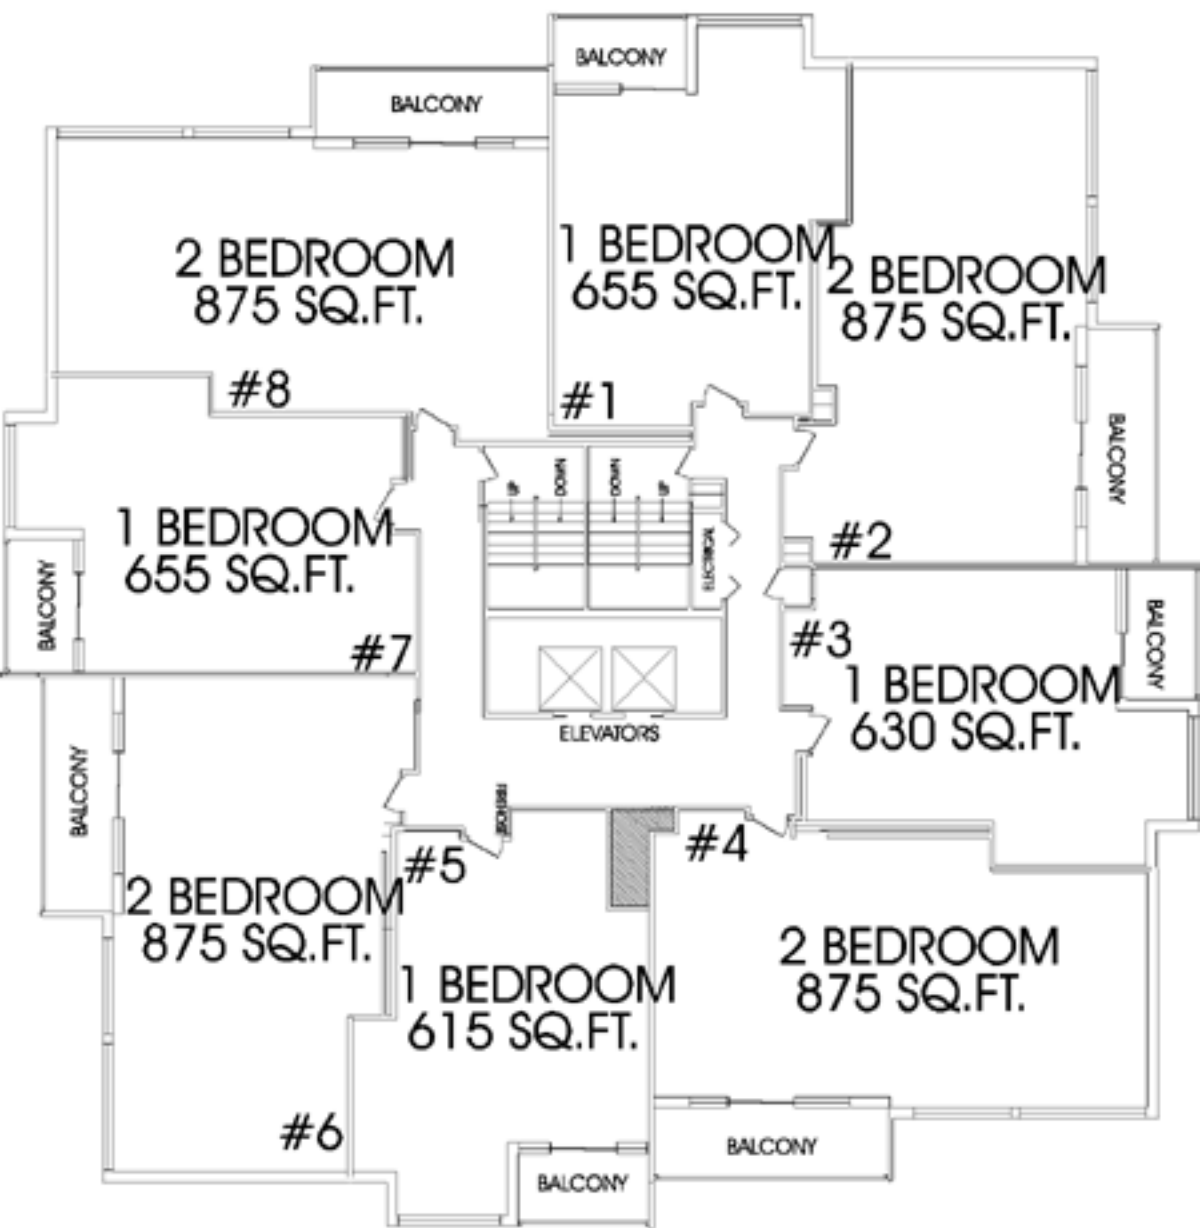 BALCONY
BALCONY
2 BEDROOM
875 SQ.FT.
#8
1 BEDROOM
655 SQ.FT.
#1
2 BEDROOM
875 SQ.FT.
BALCONY
#2
UP
DOWN
DOWN
UP
ELECTRICAL
1 BEDROOM
655 SQ.FT.
BALCONY
#7
#3
1 BEDROOM
630 SQ.FT.
BALCONY
ELEVATORS
BALCONY
FIREHOSE
#5
#4
2 BEDROOM
875 SQ.FT.
#6
1 BEDROOM
615 SQ.FT.
BALCONY
2 BEDROOM
875 SQ.FT.
BALCONY